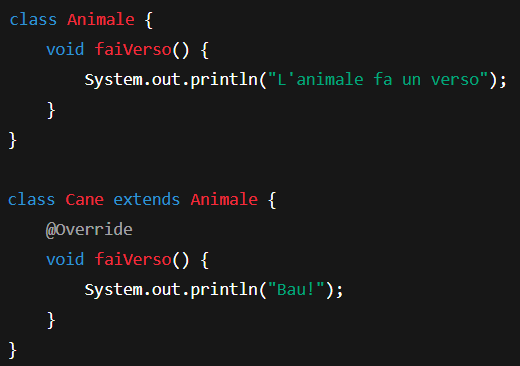 class Animale {
    void faiVerso() {
        System.out.println("L'animale fa un verso");
    }
}

class Cane extends Animale {
    @Override
    void faiVerso() {
        System.out.println("Bau!");
    }
}